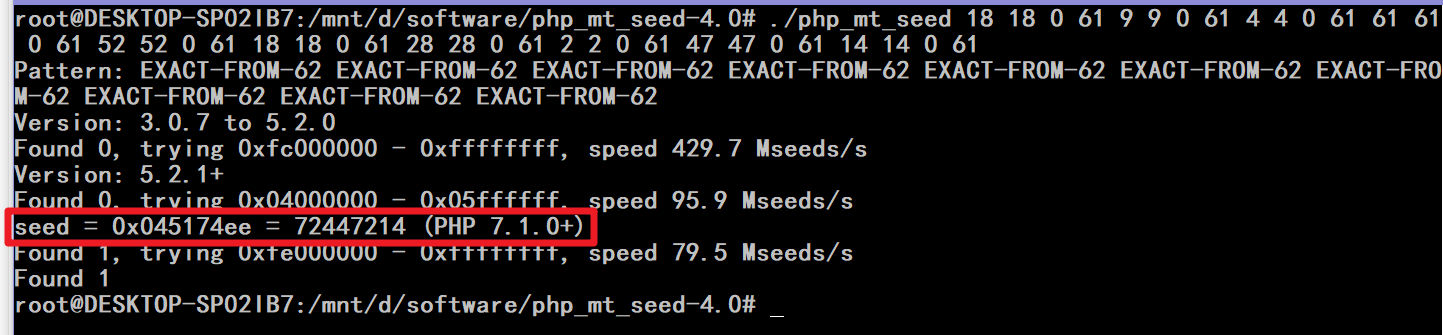 root@DESKTOP-SPO2IB7:/mnt/d/software/php_mt_seed-4.0# ./php_mt_seed 18 18 0 61 9 9 0 61 4 4 0 61 61 61
 0 61 52 52 0 61 18 18 0 61 28 28 0 61 2 2 0 61 47 47 0 61 14 14 0 61
Pattern: EXACT-FROM-62 EXACT-FROM-62 EXACT-FROM-62 EXACT-FROM-62 EXACT-FROM-62 EXACT-FROM-62 EXACT-FRO
M-62 EXACT-FROM-62 EXACT-FROM-62 EXACT-FROM-62
Version: 3.0.7 to 5.2.0
Found 0, trying 0xfc000000 - 0xffffffff, speed 429.7 Mseeds/s
Version: 5.2.1+
Found 0, trying 0x04000000 - 0x05ffffff, speed 95.9 Mseeds/s
seed = 0x045174ee = 72447214 (PHP 7.1.0+)
Found 1, trying 0xfe000000 - 0xffffffff, speed 79.5 Mseeds/s
Found 1
root@DESKTOP-SPO2IB7:/mnt/d/software/php_mt_seed-4.0# _